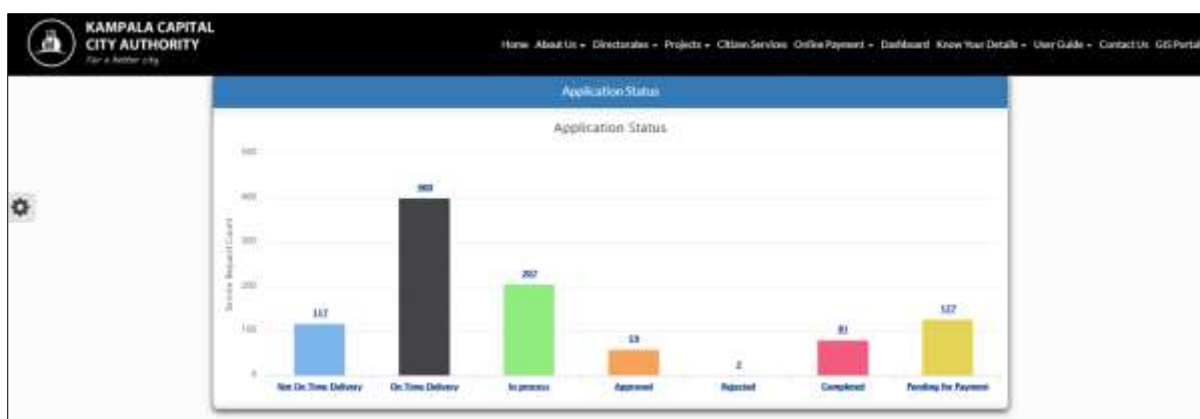 KAMPALA CAPITAL
CITY AUTHORITY
For a better city
Home About Us Directorates Projects Citizen Services Online Payment Dashboard Know Your Details User Guide Contact Us GIS Portal
Application Status
Application Status
500
400
300
200
100
0
Service Request Count
117
207
2
81
127
Not On Time Delivery On Time Delivery In process Approved Rejected Completed Pending for Payment